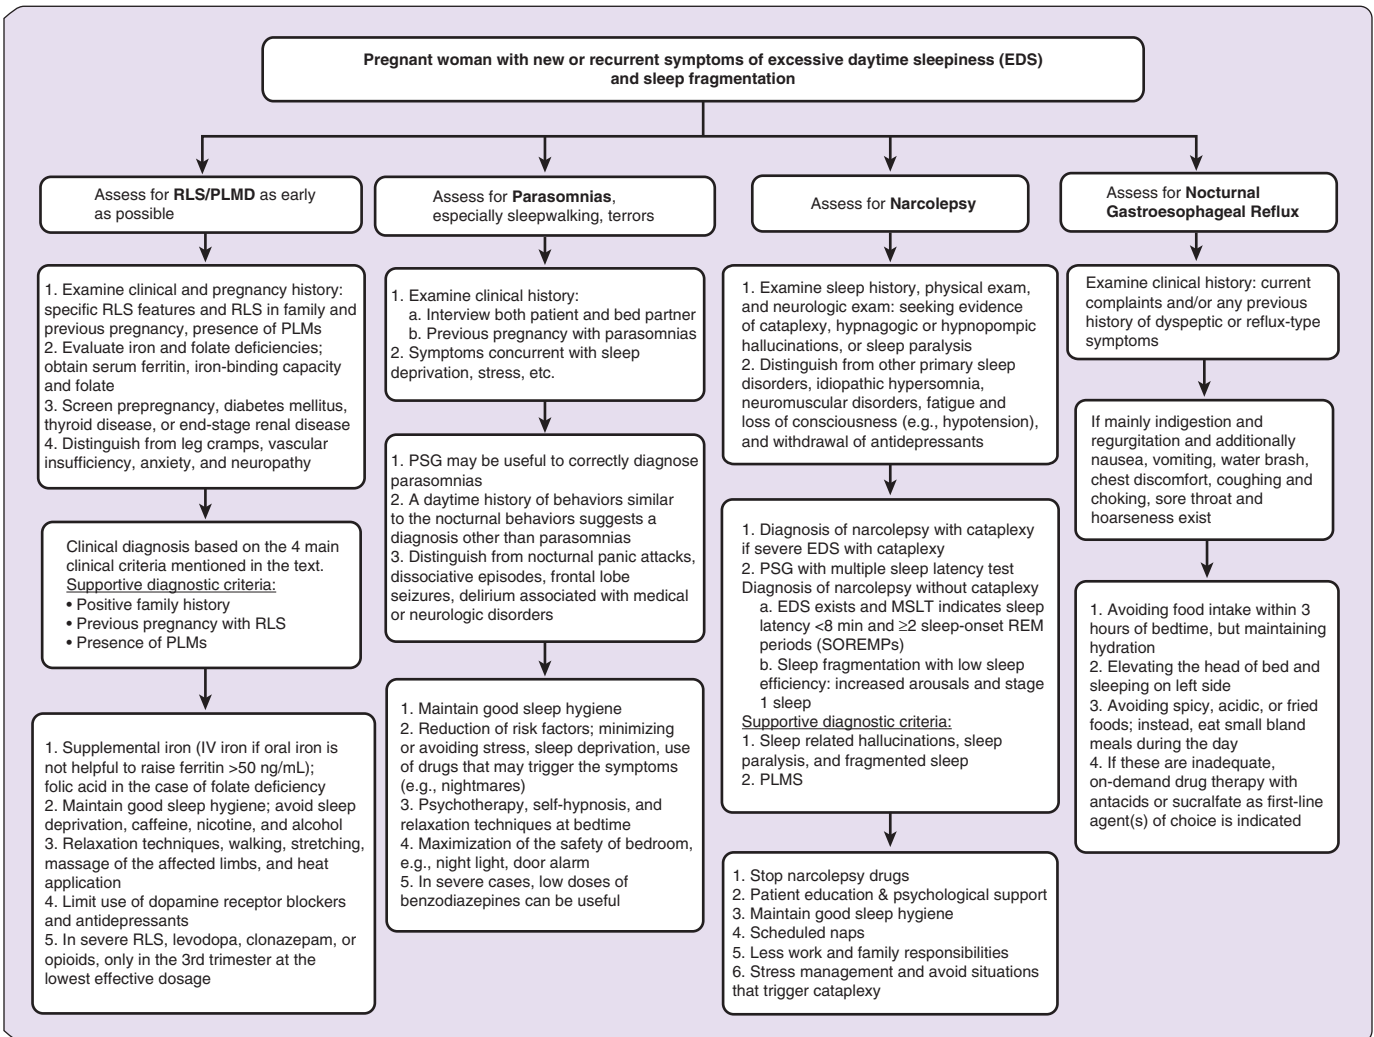 Pregnant woman with new or recurrent symptoms of excessive daytime sleepiness (EDS)
and sleep fragmentation
Assess for RLS/PLMD as early
as possible
1. Examine clinical and pregnancy history:
specific RLS features and RLS in family and
previous pregnancy, presence of PLMs
2. Evaluate iron and folate deficiencies;
obtain serum ferritin, iron-binding capacity
and folate
3. Screen prepregnancy, diabetes mellitus,
thyroid disease, or end-stage renal disease
4. Distinguish from leg cramps, vascular
insufficiency, anxiety, and neuropathy
Clinical diagnosis based on the 4 main
clinical criteria mentioned in the text.
Supportive diagnostic criteria:
• Positive family history
• Previous pregnancy with RLS
• Presence of PLMs
1. Supplemental iron (IV iron if oral iron is
not helpful to raise ferritin >50 ng/mL);
folic acid in the case of folate deficiency
2. Maintain good sleep hygiene; avoid sleep
deprivation, caffeine, nicotine, and alcohol
3. Relaxation techniques, walking, stretching,
massage of the affected limbs, and heat
application
4. Limit use of dopamine receptor blockers
and antidepressants
5. In severe RLS, levodopa, clonazepam, or
opioids, only in the 3rd trimester at the
lowest effective dosage
Assess for Parasomnias,
especially sleepwalking, terrors
1. Examine clinical history:
a. Interview both patient and bed partner
b. Previous pregnancy with parasomnias
2. Symptoms concurrent with sleep
deprivation, stress, etc.
1. PSG may be useful to correctly diagnose
parasomnias
2. A daytime history of behaviors similar
to the nocturnal behaviors suggests a
diagnosis other than parasomnias
3. Distinguish from nocturnal panic attacks,
dissociative episodes, frontal lobe
seizures, delirium associated with medical
or neurologic disorders
1. Maintain good sleep hygiene
2. Reduction of risk factors; minimizing
or avoiding stress, sleep deprivation, use
of drugs that may trigger the symptoms
(e.g., nightmares)
3. Psychotherapy, self-hypnosis, and
relaxation techniques at bedtime
4. Maximization of the safety of bedroom,
e.g., night light, door alarm
5. In severe cases, low doses of
benzodiazepines can be useful
Assess for Narcolepsy
1. Examine sleep history, physical exam,
and neurologic exam: seeking evidence
of cataplexy, hypnagogic or hypnopompic
hallucinations, or sleep paralysis
2. Distinguish from other primary sleep
disorders, idiopathic hypersomnia,
neuromuscular disorders, fatigue and
loss of consciousness (e.g., hypotension),
and withdrawal of antidepressants
1. Diagnosis of narcolepsy with cataplexy
if severe EDS with cataplexy
2. PSG with multiple sleep latency test
Diagnosis of narcolepsy without cataplexy
a. EDS exists and MSLT indicates sleep
latency <8 min and ≥2 sleep-onset REM
periods (SOREMPs)
b. Sleep fragmentation with low sleep
efficiency: increased arousals and stage
1 sleep
Supportive diagnostic criteria:
1. Sleep related hallucinations, sleep
paralysis, and fragmented sleep
2. PLMS
1. Stop narcolepsy drugs
2. Patient education & psychological support
3. Maintain good sleep hygiene
4. Scheduled naps
5. Less work and family responsibilities
6. Stress management and avoid situations
that trigger cataplexy
Assess for Nocturnal
Gastroesophageal Reflux
Examine clinical history: current
complaints and/or any previous
history of dyspeptic or reflux-type
symptoms
If mainly indigestion and
regurgitation and additionally
nausea, vomiting, water brash,
chest discomfort, coughing and
choking, sore throat and
hoarseness exist
1. Avoiding food intake within 3
hours of bedtime, but maintaining
hydration
2. Elevating the head of bed and
sleeping on left side
3. Avoiding spicy, acidic, or fried
foods; instead, eat small bland
meals during the day
4. If these are inadequate,
on-demand drug therapy with
antacids or sucralfate as first-line
agent(s) of choice is indicated